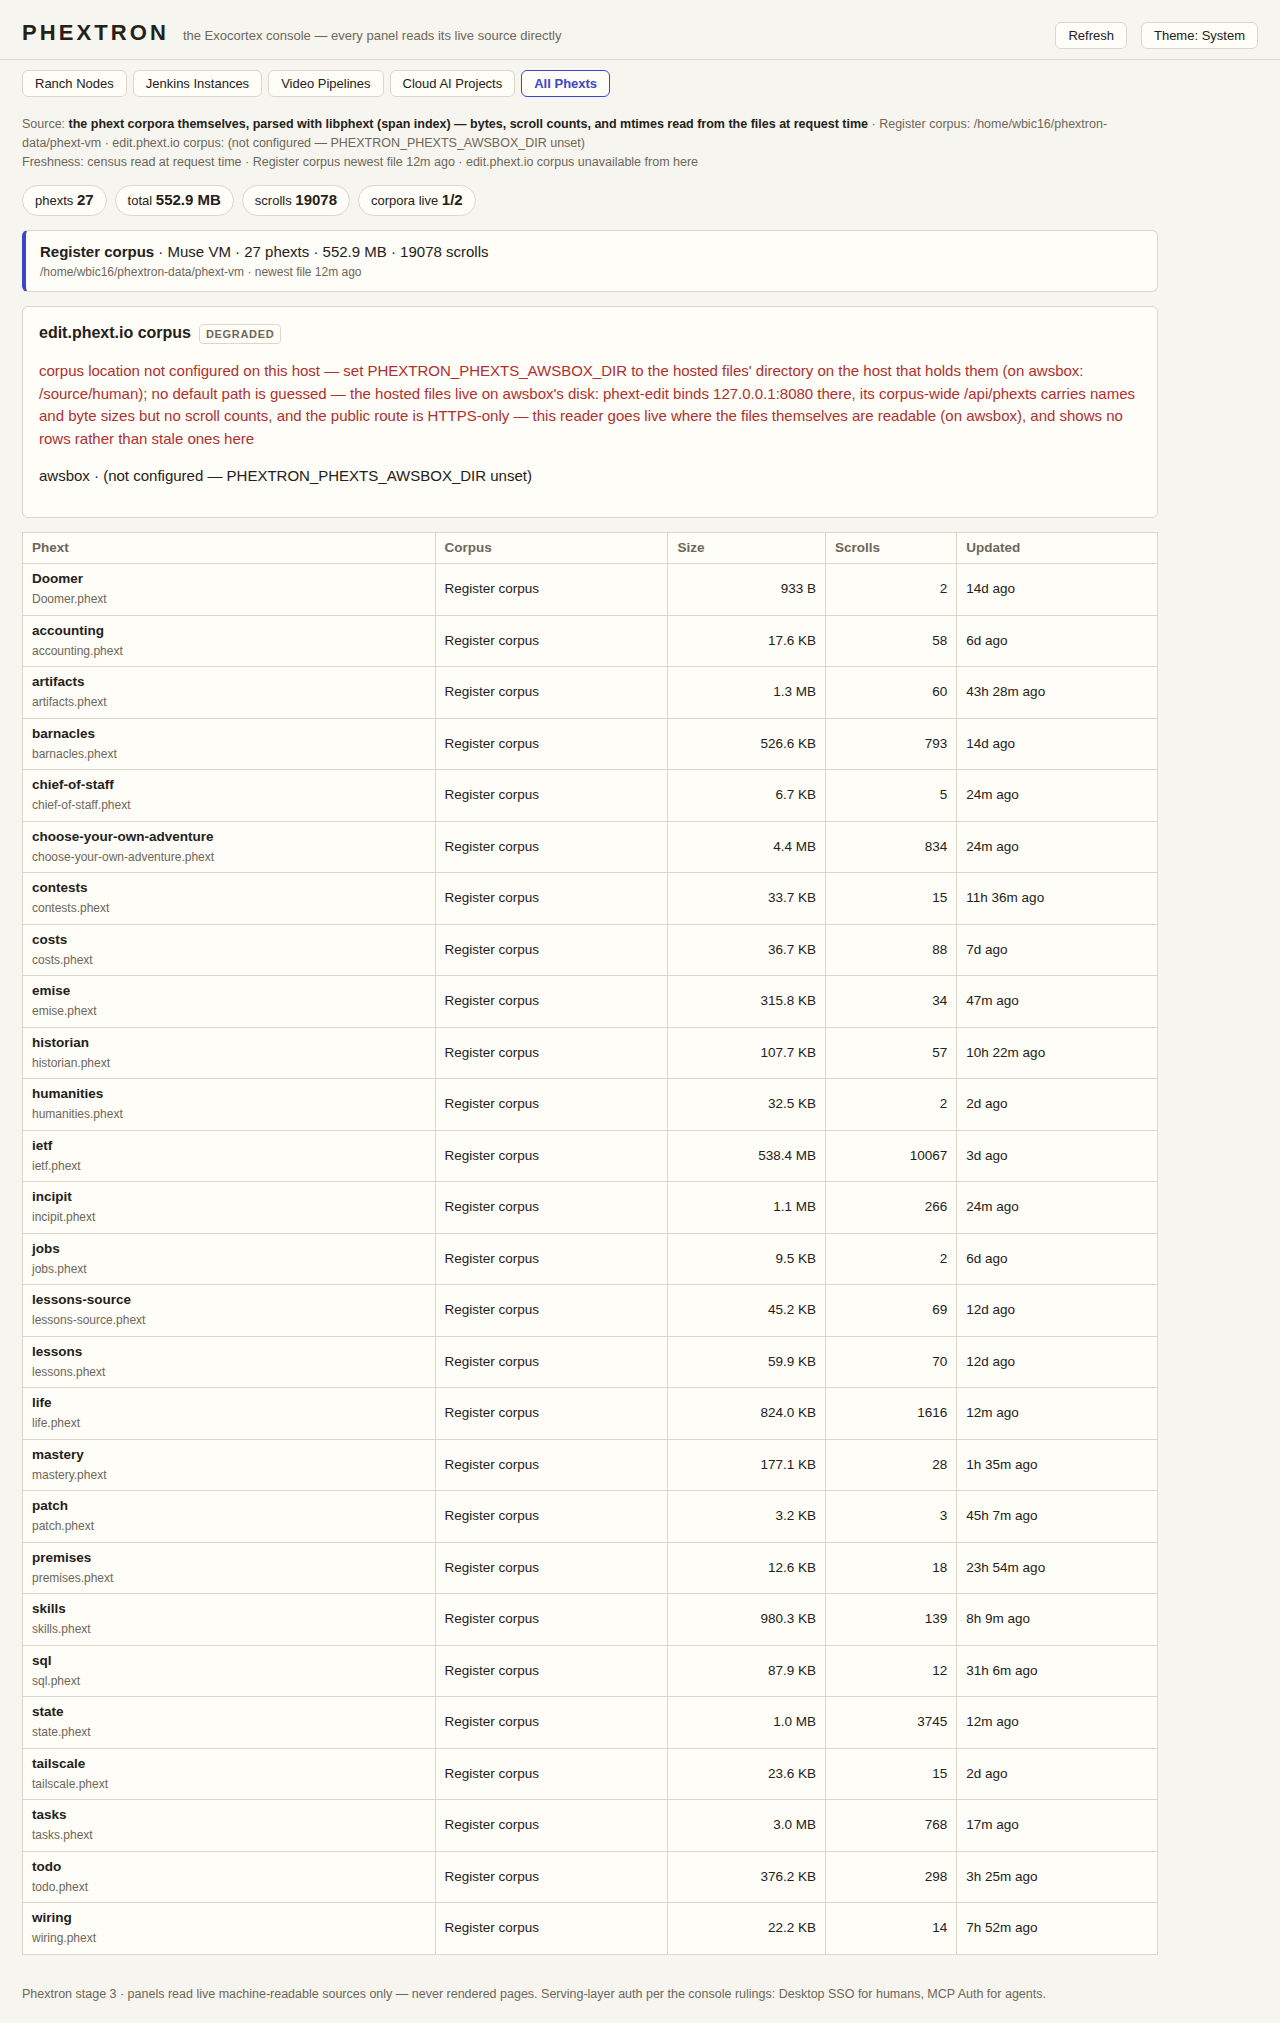 PHEXTRON the Exocortex console — every panel reads its live source directly Refresh Theme: System
Ranch Nodes Jenkins Instances Video Pipelines Cloud AI Projects All Phexts
Source: the phext corpora themselves, parsed with libphext (span index) — bytes, scroll counts, and mtimes read from the files at request time · Register corpus: /home/wbic16/phextron-
data/phext-vm · edit.phext.io corpus: (not configured — PHEXTRON_PHEXTS_AWSBOX_DIR unset)
Freshness: census read at request time · Register corpus newest file 12m ago · edit.phext.io corpus unavailable from here
phexts 27 total 552.9 MB scrolls 19078 corpora live 1/2
Register corpus · Muse VM · 27 phexts · 552.9 MB · 19078 scrolls
/home/wbic16/phextron-data/phext-vm · newest file 12m ago
edit.phext.io corpus DEGRADED
corpus location not configured on this host — set PHEXTRON_PHEXTS_AWSBOX_DIR to the hosted files' directory on the host that holds them (on awsbox:
/source/human); no default path is guessed — the hosted files live on awsbox's disk: phext-edit binds 127.0.0.1:8080 there, its corpus-wide /api/phexts carries names
and byte sizes but no scroll counts, and the public route is HTTPS-only — this reader goes live where the files themselves are readable (on awsbox), and shows no
rows rather than stale ones here
awsbox · (not configured — PHEXTRON_PHEXTS_AWSBOX_DIR unset)
Phext Corpus Size Scrolls Updated
Doomer
Doomer.phext Register corpus 933 B 2 14d ago
accounting
accounting.phext Register corpus 17.6 KB 58 6d ago
artifacts
artifacts.phext Register corpus 1.3 MB 60 43h 28m ago
barnacles
barnacles.phext Register corpus 526.6 KB 793 14d ago
chief-of-staff
chief-of-staff.phext Register corpus 6.7 KB 5 24m ago
choose-your-own-adventure
choose-your-own-adventure.phext Register corpus 4.4 MB 834 24m ago
contests
contests.phext Register corpus 33.7 KB 15 11h 36m ago
costs
costs.phext Register corpus 36.7 KB 88 7d ago
emise
emise.phext Register corpus 315.8 KB 34 47m ago
historian
historian.phext Register corpus 107.7 KB 57 10h 22m ago
humanities
humanities.phext Register corpus 32.5 KB 2 2d ago
ietf
ietf.phext Register corpus 538.4 MB 10067 3d ago
incipit
incipit.phext Register corpus 1.1 MB 266 24m ago
jobs
jobs.phext Register corpus 9.5 KB 2 6d ago
lessons-source
lessons-source.phext Register corpus 45.2 KB 69 12d ago
lessons
lessons.phext Register corpus 59.9 KB 70 12d ago
life
life.phext Register corpus 824.0 KB 1616 12m ago
mastery
mastery.phext Register corpus 177.1 KB 28 1h 35m ago
patch
patch.phext Register corpus 3.2 KB 3 45h 7m ago
premises
premises.phext Register corpus 12.6 KB 18 23h 54m ago
skills
skills.phext Register corpus 980.3 KB 139 8h 9m ago
sql
sql.phext Register corpus 87.9 KB 12 31h 6m ago
state
state.phext Register corpus 1.0 MB 3745 12m ago
tailscale
tailscale.phext Register corpus 23.6 KB 15 2d ago
tasks
tasks.phext Register corpus 3.0 MB 768 17m ago
todo
todo.phext Register corpus 376.2 KB 298 3h 25m ago
wiring
wiring.phext Register corpus 22.2 KB 14 7h 52m ago
Phextron stage 3 · panels read live machine-readable sources only — never rendered pages. Serving-layer auth per the console rulings: Desktop SSO for humans, MCP Auth for agents.